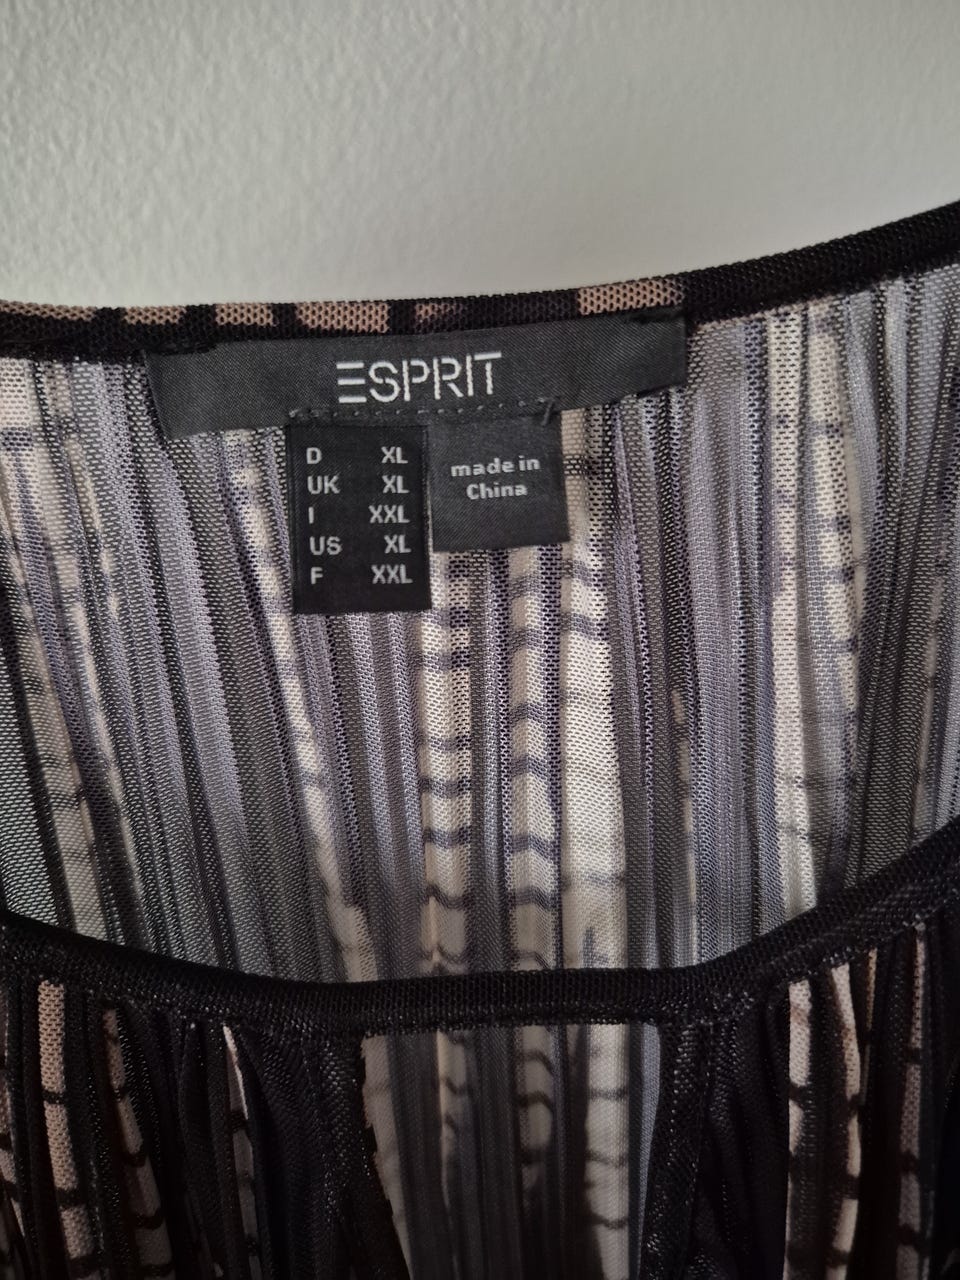 ESPRIT
D XL
UK XL
I XXL
US XL
F XXL
made in
China